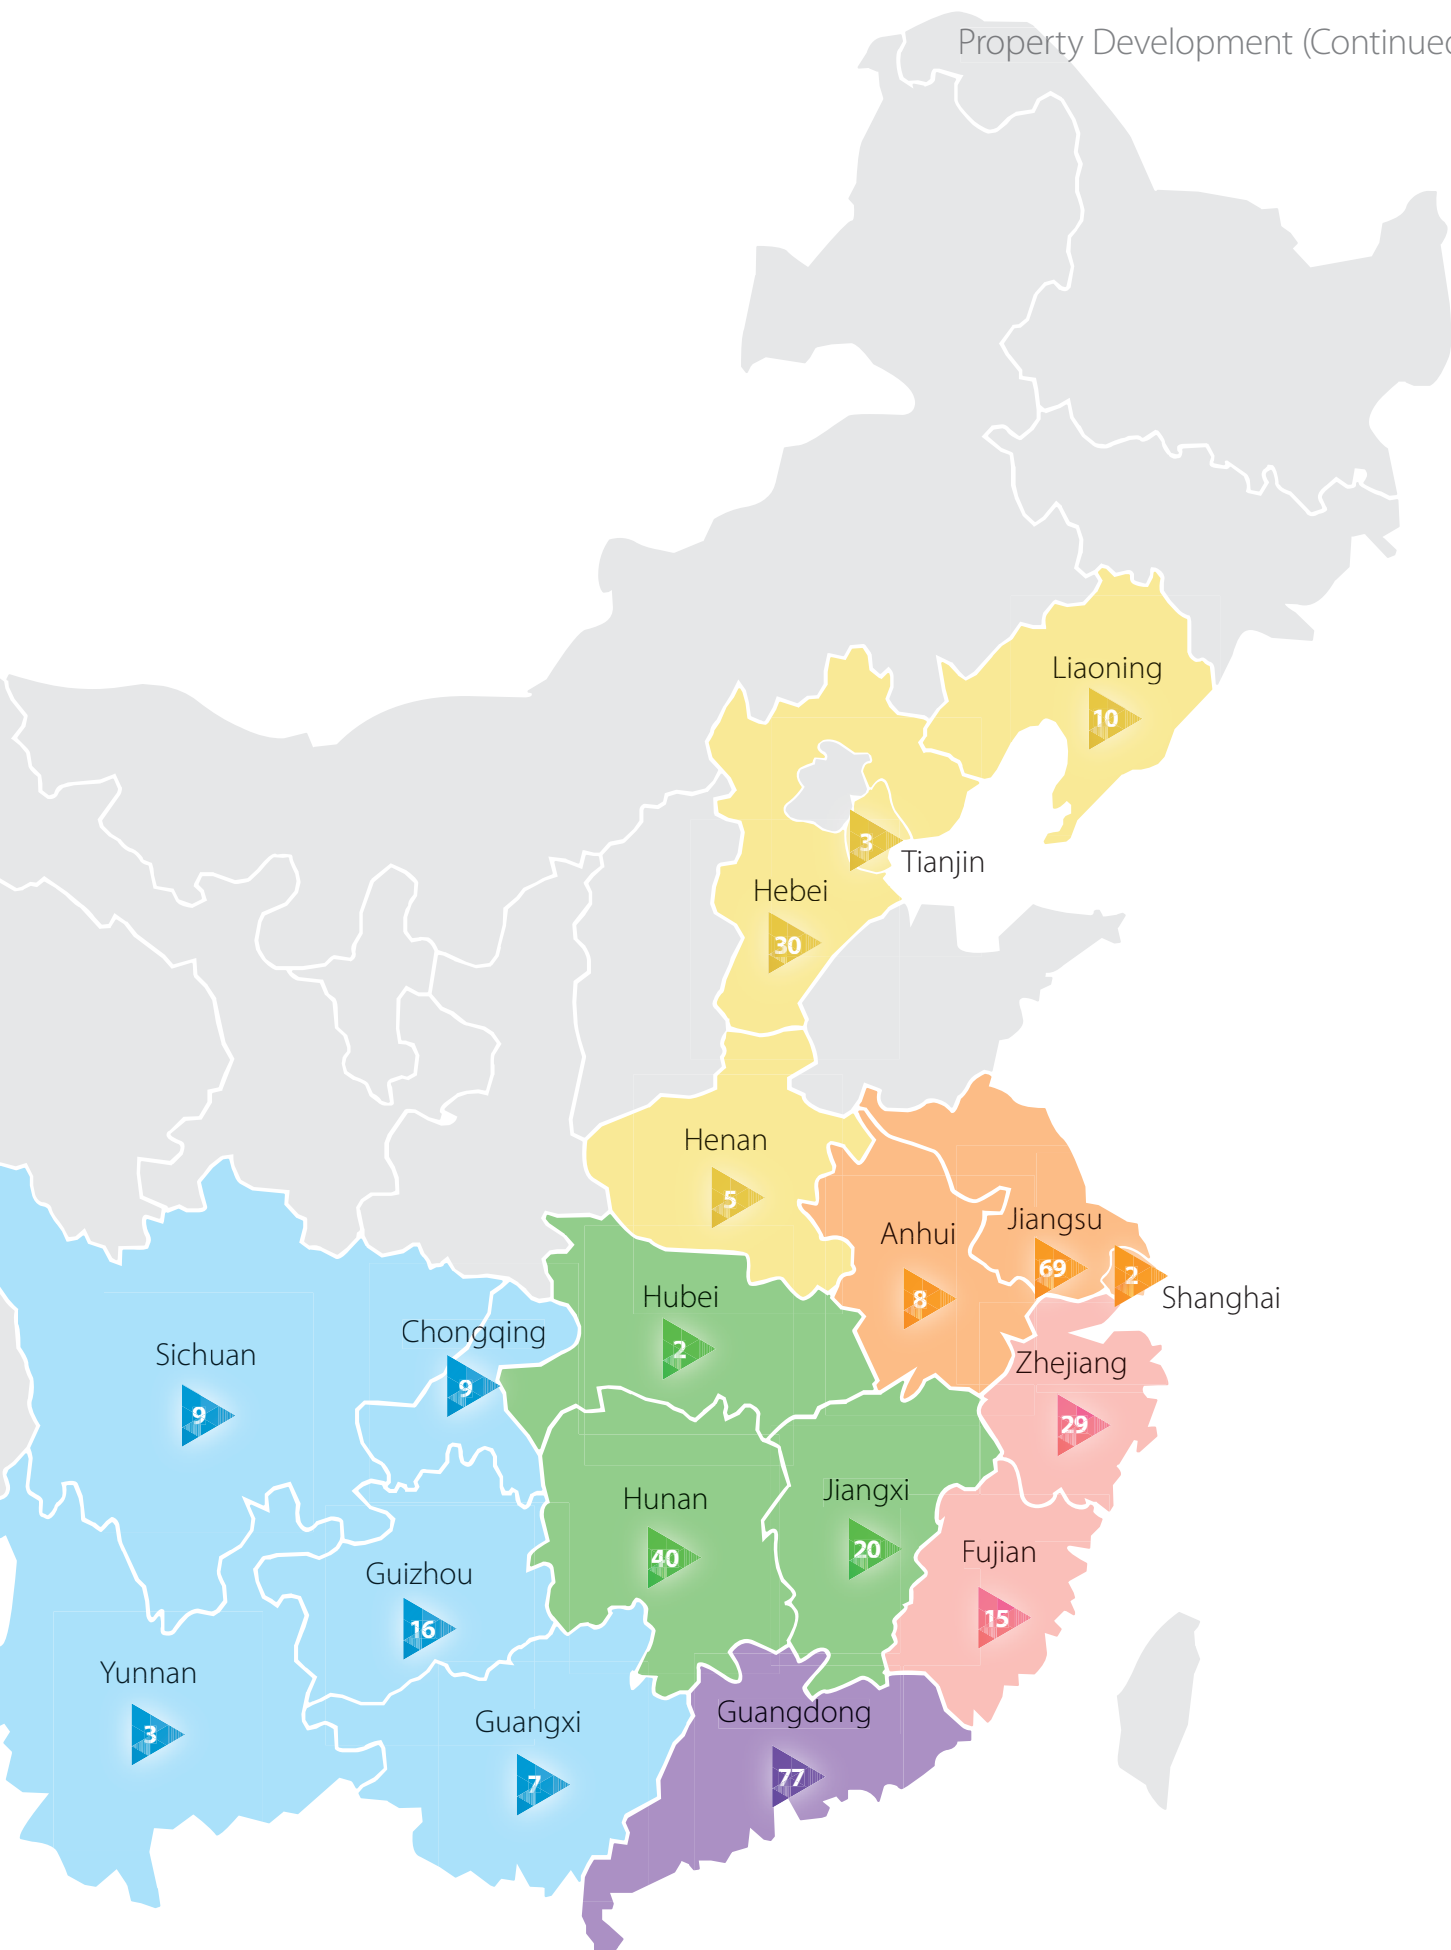 Property Development (Continued
Liaoning
10
3
Tianjin
Hebei
30
Henan
5
Jiangsu
69
Anhui
8
2
Shanghai
Hubei
2
Chongqing
9
Sichuan
9
Zhejiang
29
Jiangxi
20
Hunan
40
Fujian
15
Guizhou
16
Yunnan
3
Guangxi
7
Guangdong
77